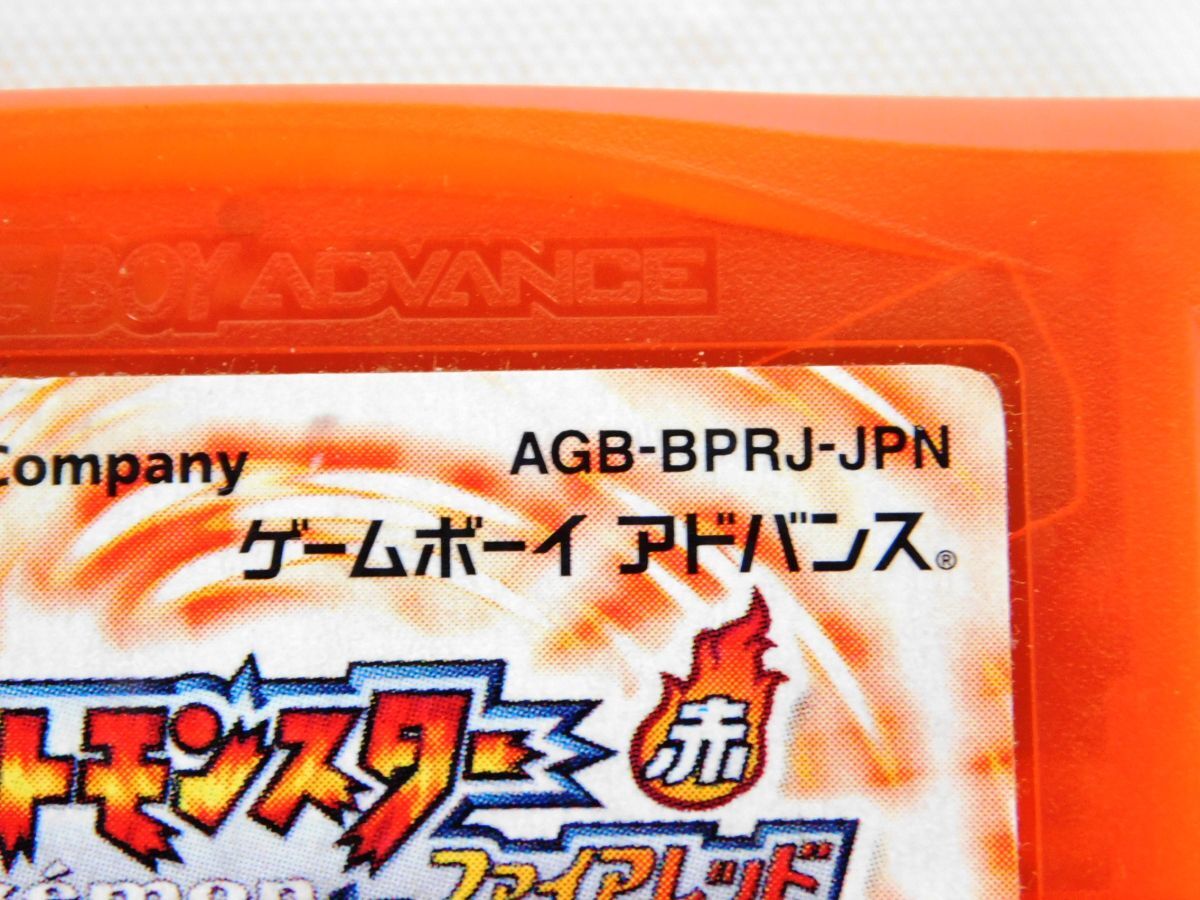 BOY ADVANCE
Company AGB-BPRJ-JPN
ゲームボーイ アドバンス®
トモンスター 赤
ファイアレッド